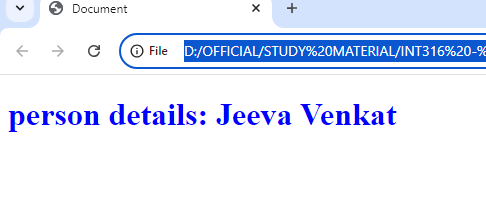 Document
File D:/OFFICIAL/STUDY%20MATERIAL/INT316%20-%
person details: Jeeva Venkat